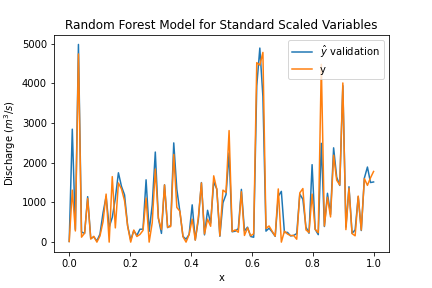 Random Forest Model for Standard Scaled Variables
ŷ validation
y
Discharge (m³/s)
5000
4000
3000
2000
1000
0
0.0 0.2 0.4 0.6 0.8 1.0
x